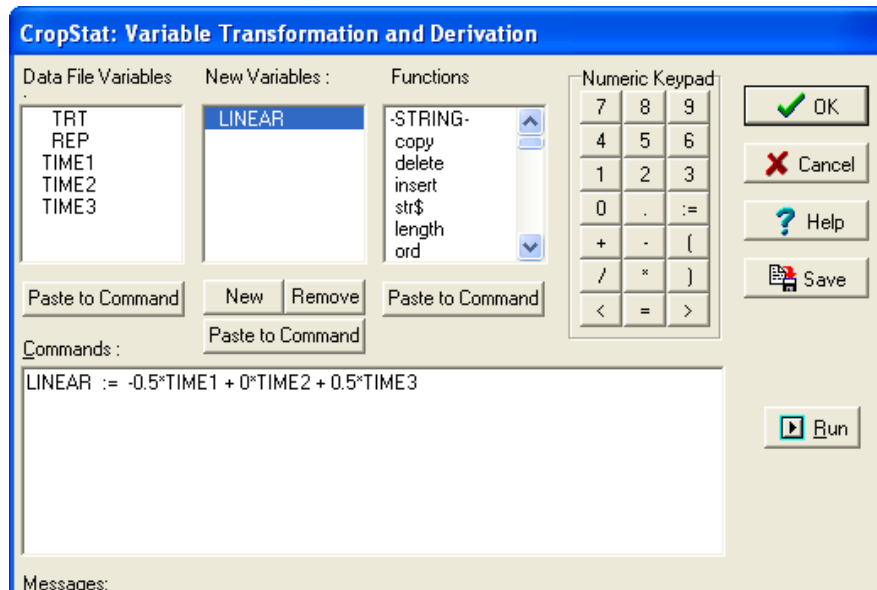 CropStat: Variable Transformation and Derivation
Data File Variables :
TRT
REP
TIME1
TIME2
TIME3
Paste to Command
New Variables :
LINEAR
New Remove
Paste to Command
Functions
-STRING-
copy
delete
insert
str$
length
ord
Paste to Command
Numeric Keypad
7 8 9
4 5 6
1 2 3
0 . :=
+ - (
/ * )
< = >
OK
Cancel
Help
Save
Commands :
LINEAR := -0.5*TIME1 + 0*TIME2 + 0.5*TIME3
Run
Messages: